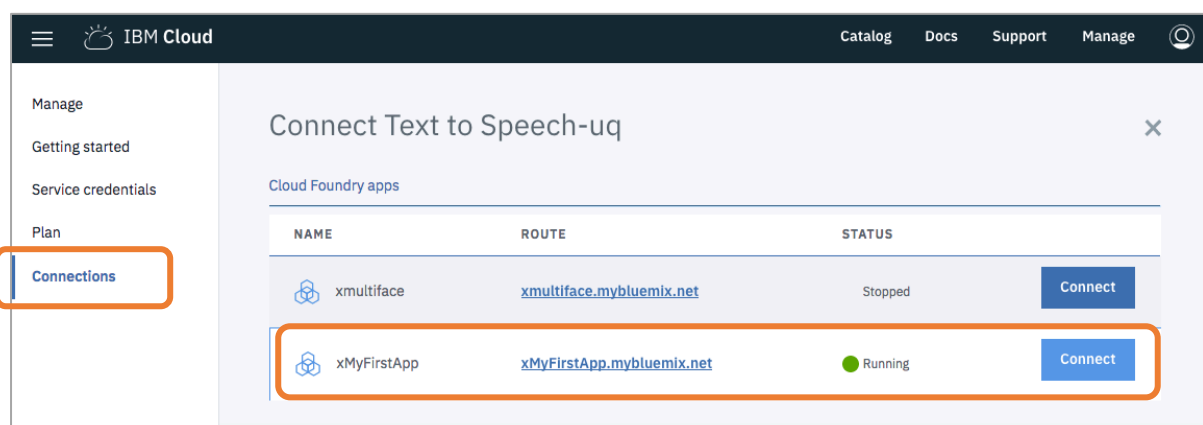 IBM Cloud
Catalog Docs Support Manage
Manage
Getting started
Service credentials
Plan
Connections
Connect Text to Speech-uq
Cloud Foundry apps
NAME ROUTE STATUS
xmultiface xmultiface.mybluemix.net Stopped Connect
xMyFirstApp xMyFirstApp.mybluemix.net Running Connect